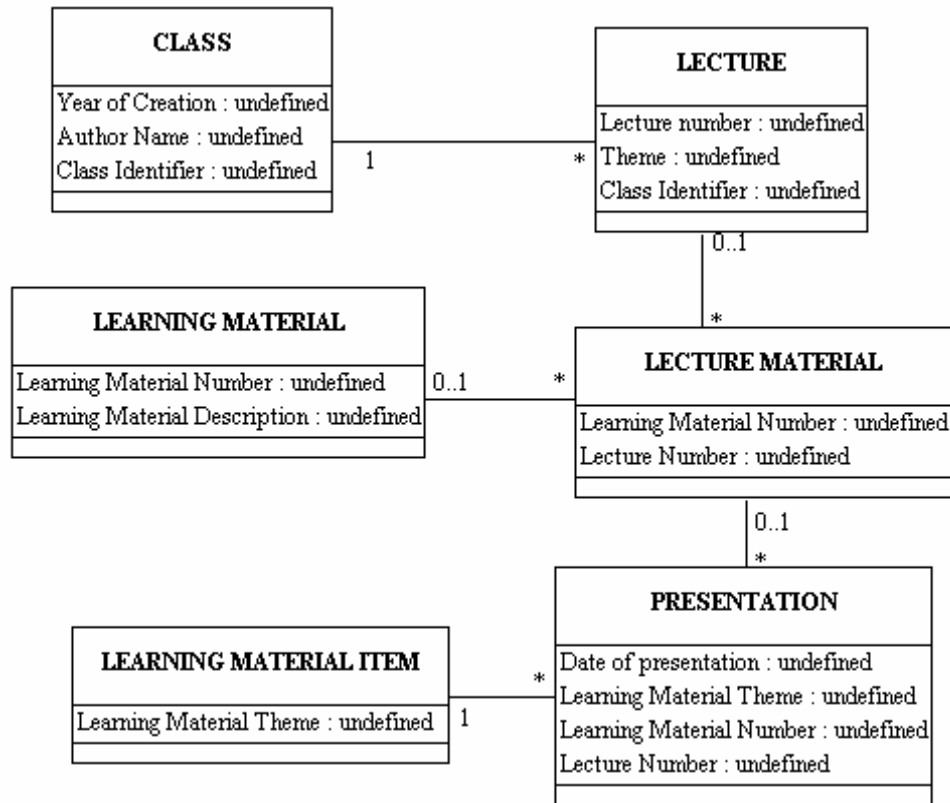 CLASS
Year of Creation : undefined
Author Name : undefined
Class Identifier : undefined
1
*
LECTURE
Lecture number : undefined
Theme : undefined
Class Identifier : undefined
0..1
*
LEARNING MATERIAL
Learning Material Number : undefined
Learning Material Description : undefined
0..1
*
LECTURE MATERIAL
Learning Material Number : undefined
Lecture Number : undefined
0..1
*
LEARNING MATERIAL ITEM
Learning Material Theme : undefined
1
*
PRESENTATION
Date of presentation : undefined
Learning Material Theme : undefined
Learning Material Number : undefined
Lecture Number : undefined